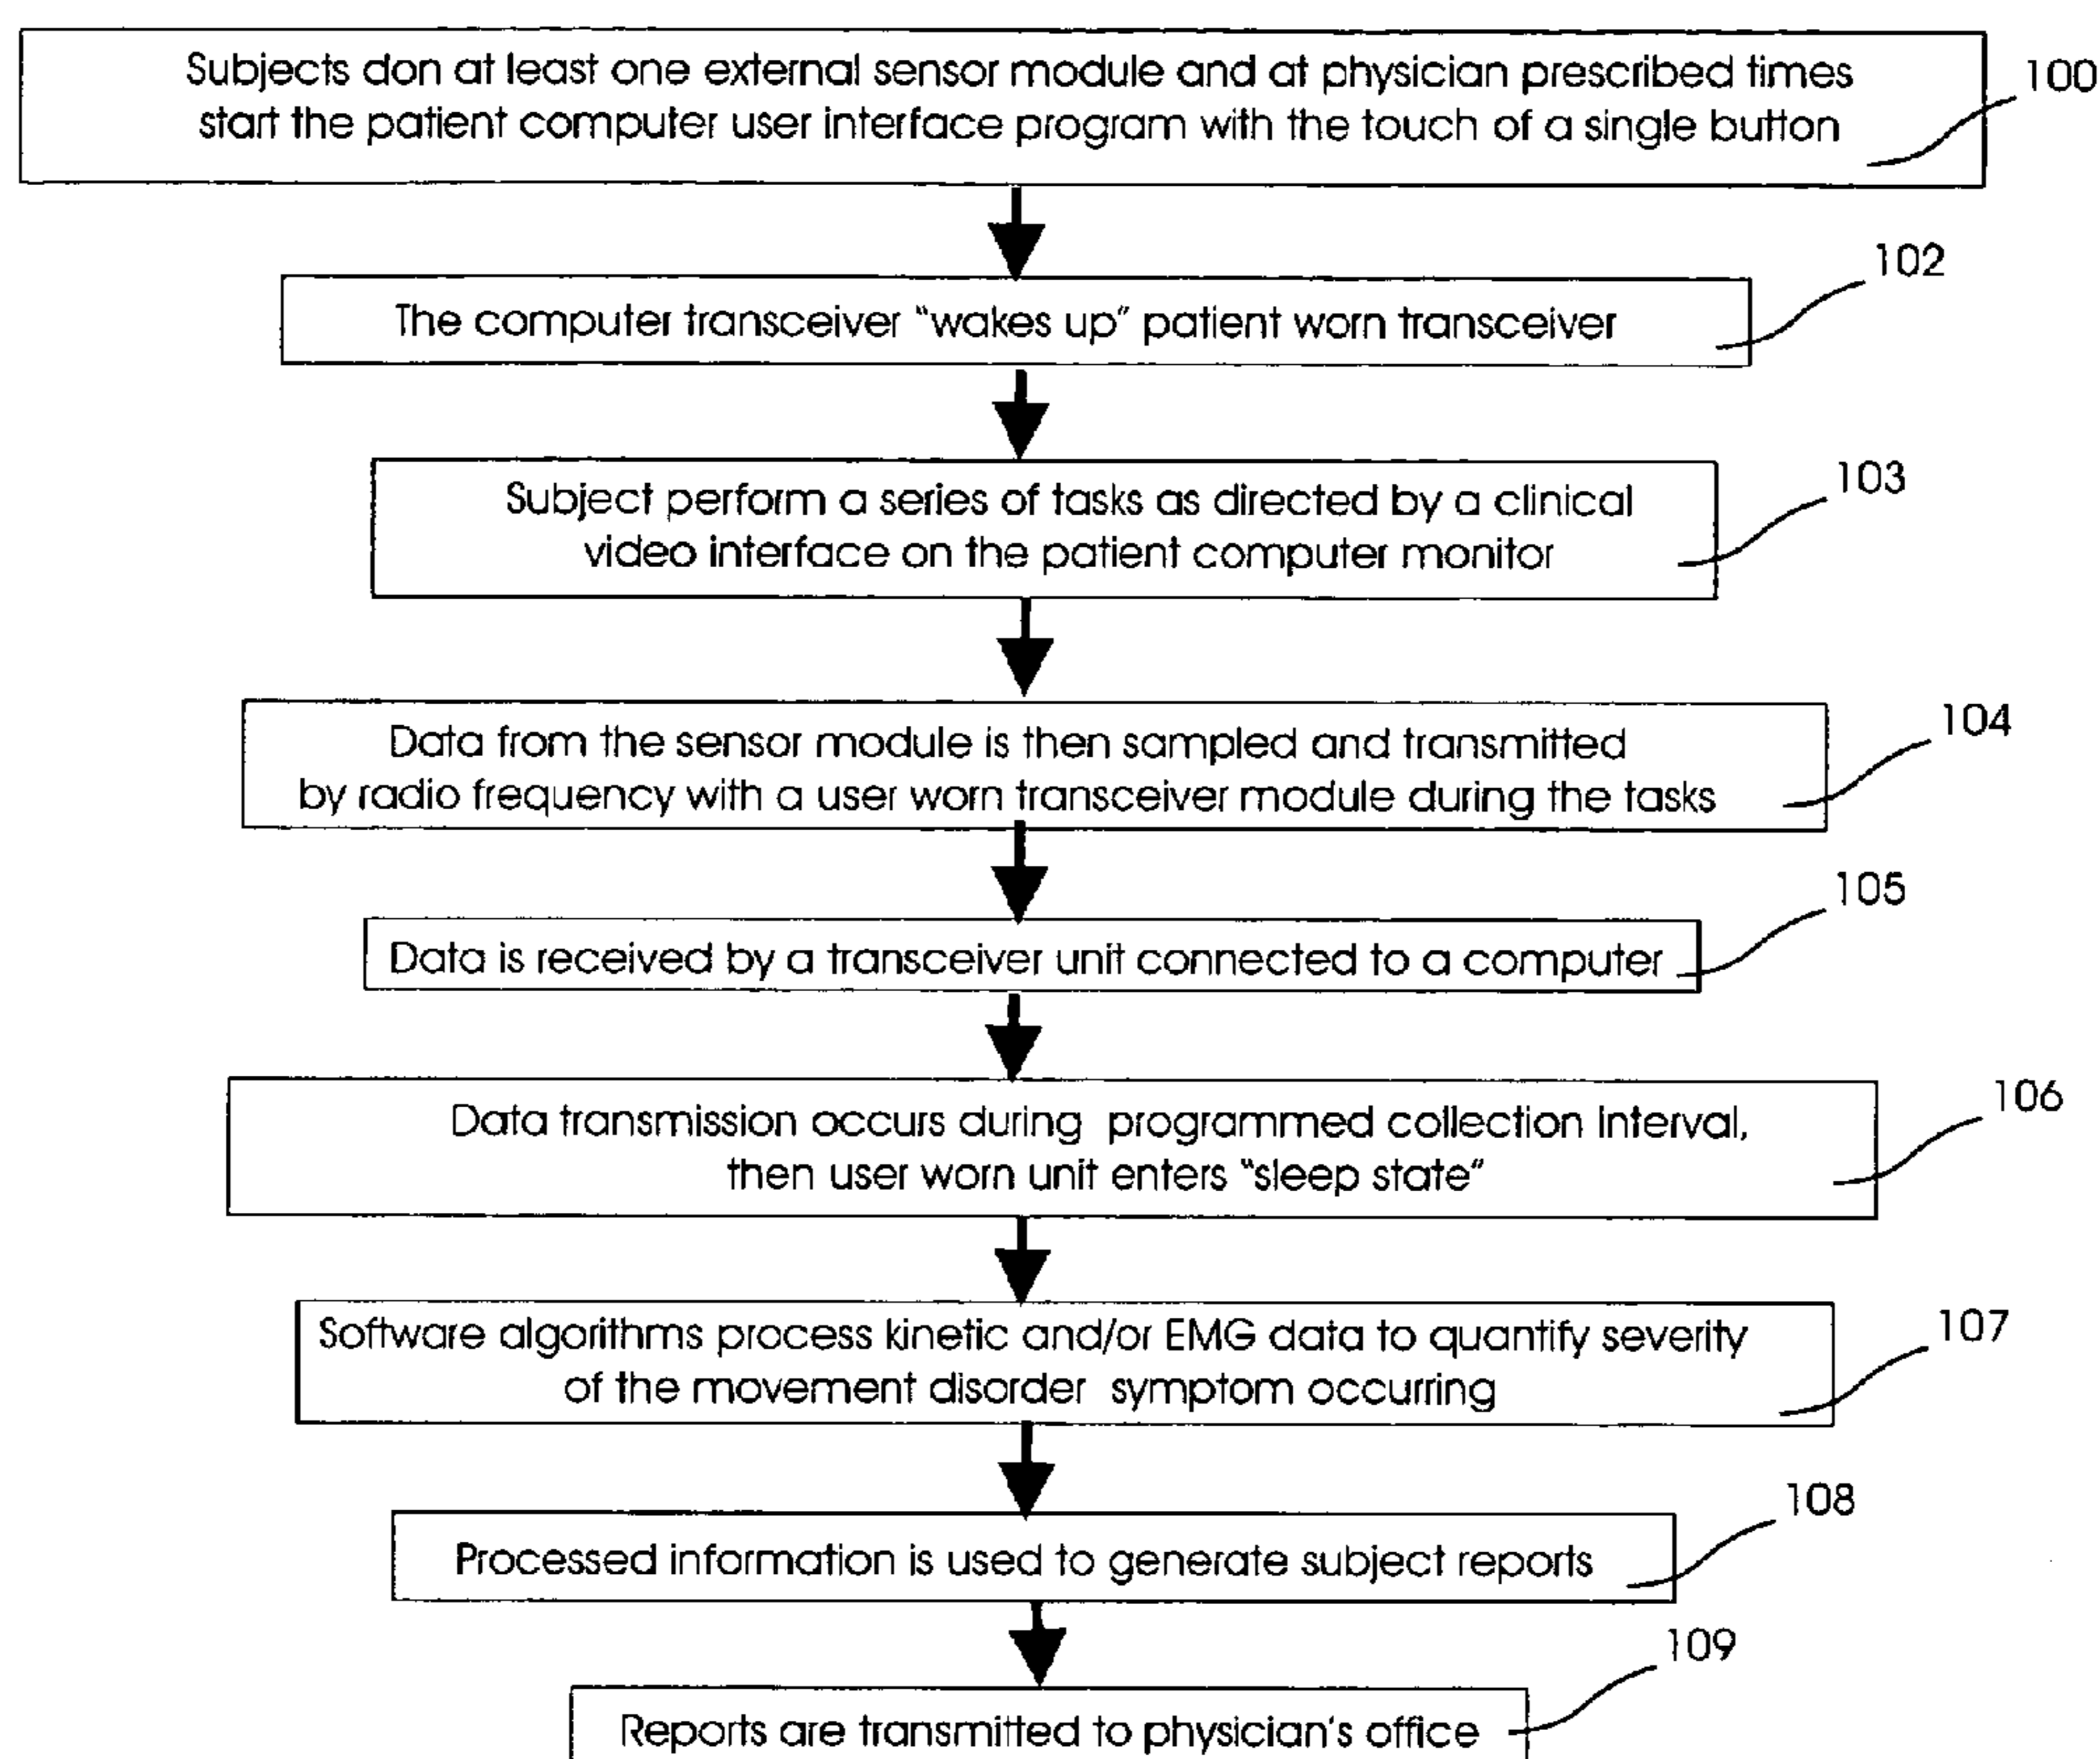 Subjects don at least one external sensor module and at physician prescribed times
start the patient computer user interface program with the touch of a single button
100
102
The computer transceiver "wakes up" patient worn transceiver
103
Subject perform a series of tasks as directed by a clinical
video interface on the patient computer monitor
104
Data from the sensor module is then sampled and transmitted
by radio frequency with a user worn transceiver module during the tasks
105
Data is received by a transceiver unit connected to a computer
106
Data transmission occurs during programmed collection interval,
then user worn unit enters "sleep state"
107
Software algorithms process kinetic and/or EMG data to quantify severity
of the movement disorder symptom occurring
108
Processed information is used to generate subject reports
109
Reports are transmitted to physician's office